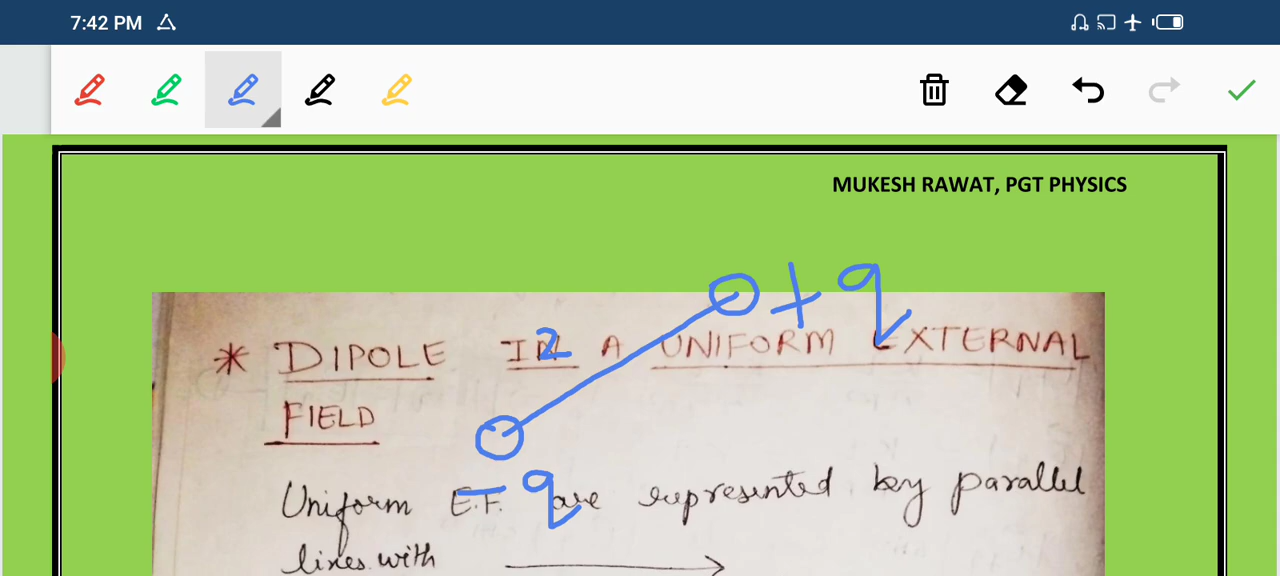 7:42 PM
MUKESH RAWAT, PGT PHYSICS
+q
* DIPOLE IN A UNIFORM EXTERNAL
2
FIELD
-q
Uniform E.F. are represented by parallel
lines with